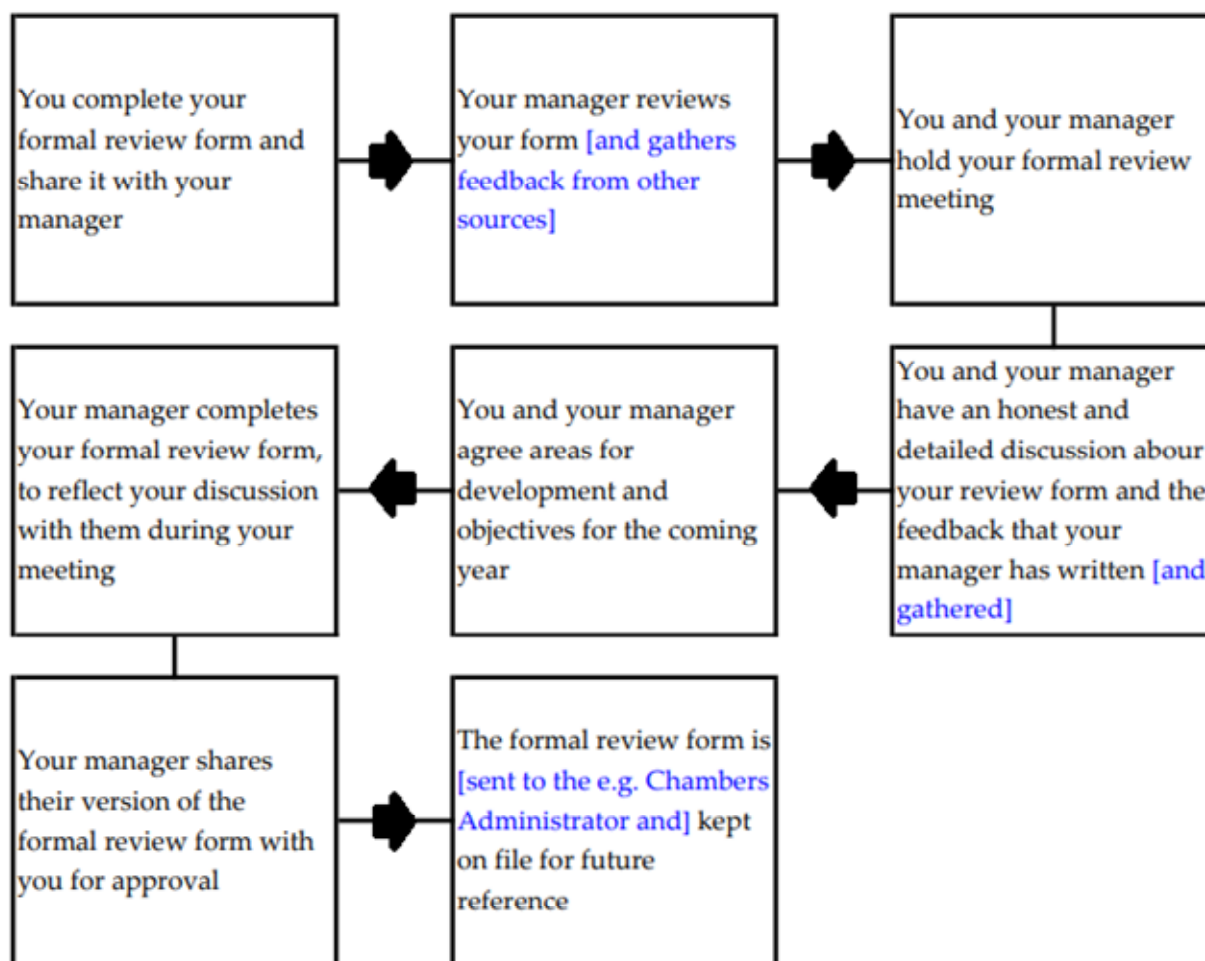 You complete your
formal review form and
share it with your
manager
Your manager reviews
your form [and gathers
feedback from other
sources]
You and your manager
hold your formal review
meeting
You and your manager
have an honest and
detailed discussion abour
your review form and the
feedback that your
manager has written [and
gathered]
You and your manager
agree areas for
development and
objectives for the coming
year
Your manager completes
your formal review form,
to reflect your discussion
with them during your
meeting
Your manager shares
their version of the
formal review form with
you for approval
The formal review form is
[sent to the e.g. Chambers
Administrator and] kept
on file for future
reference